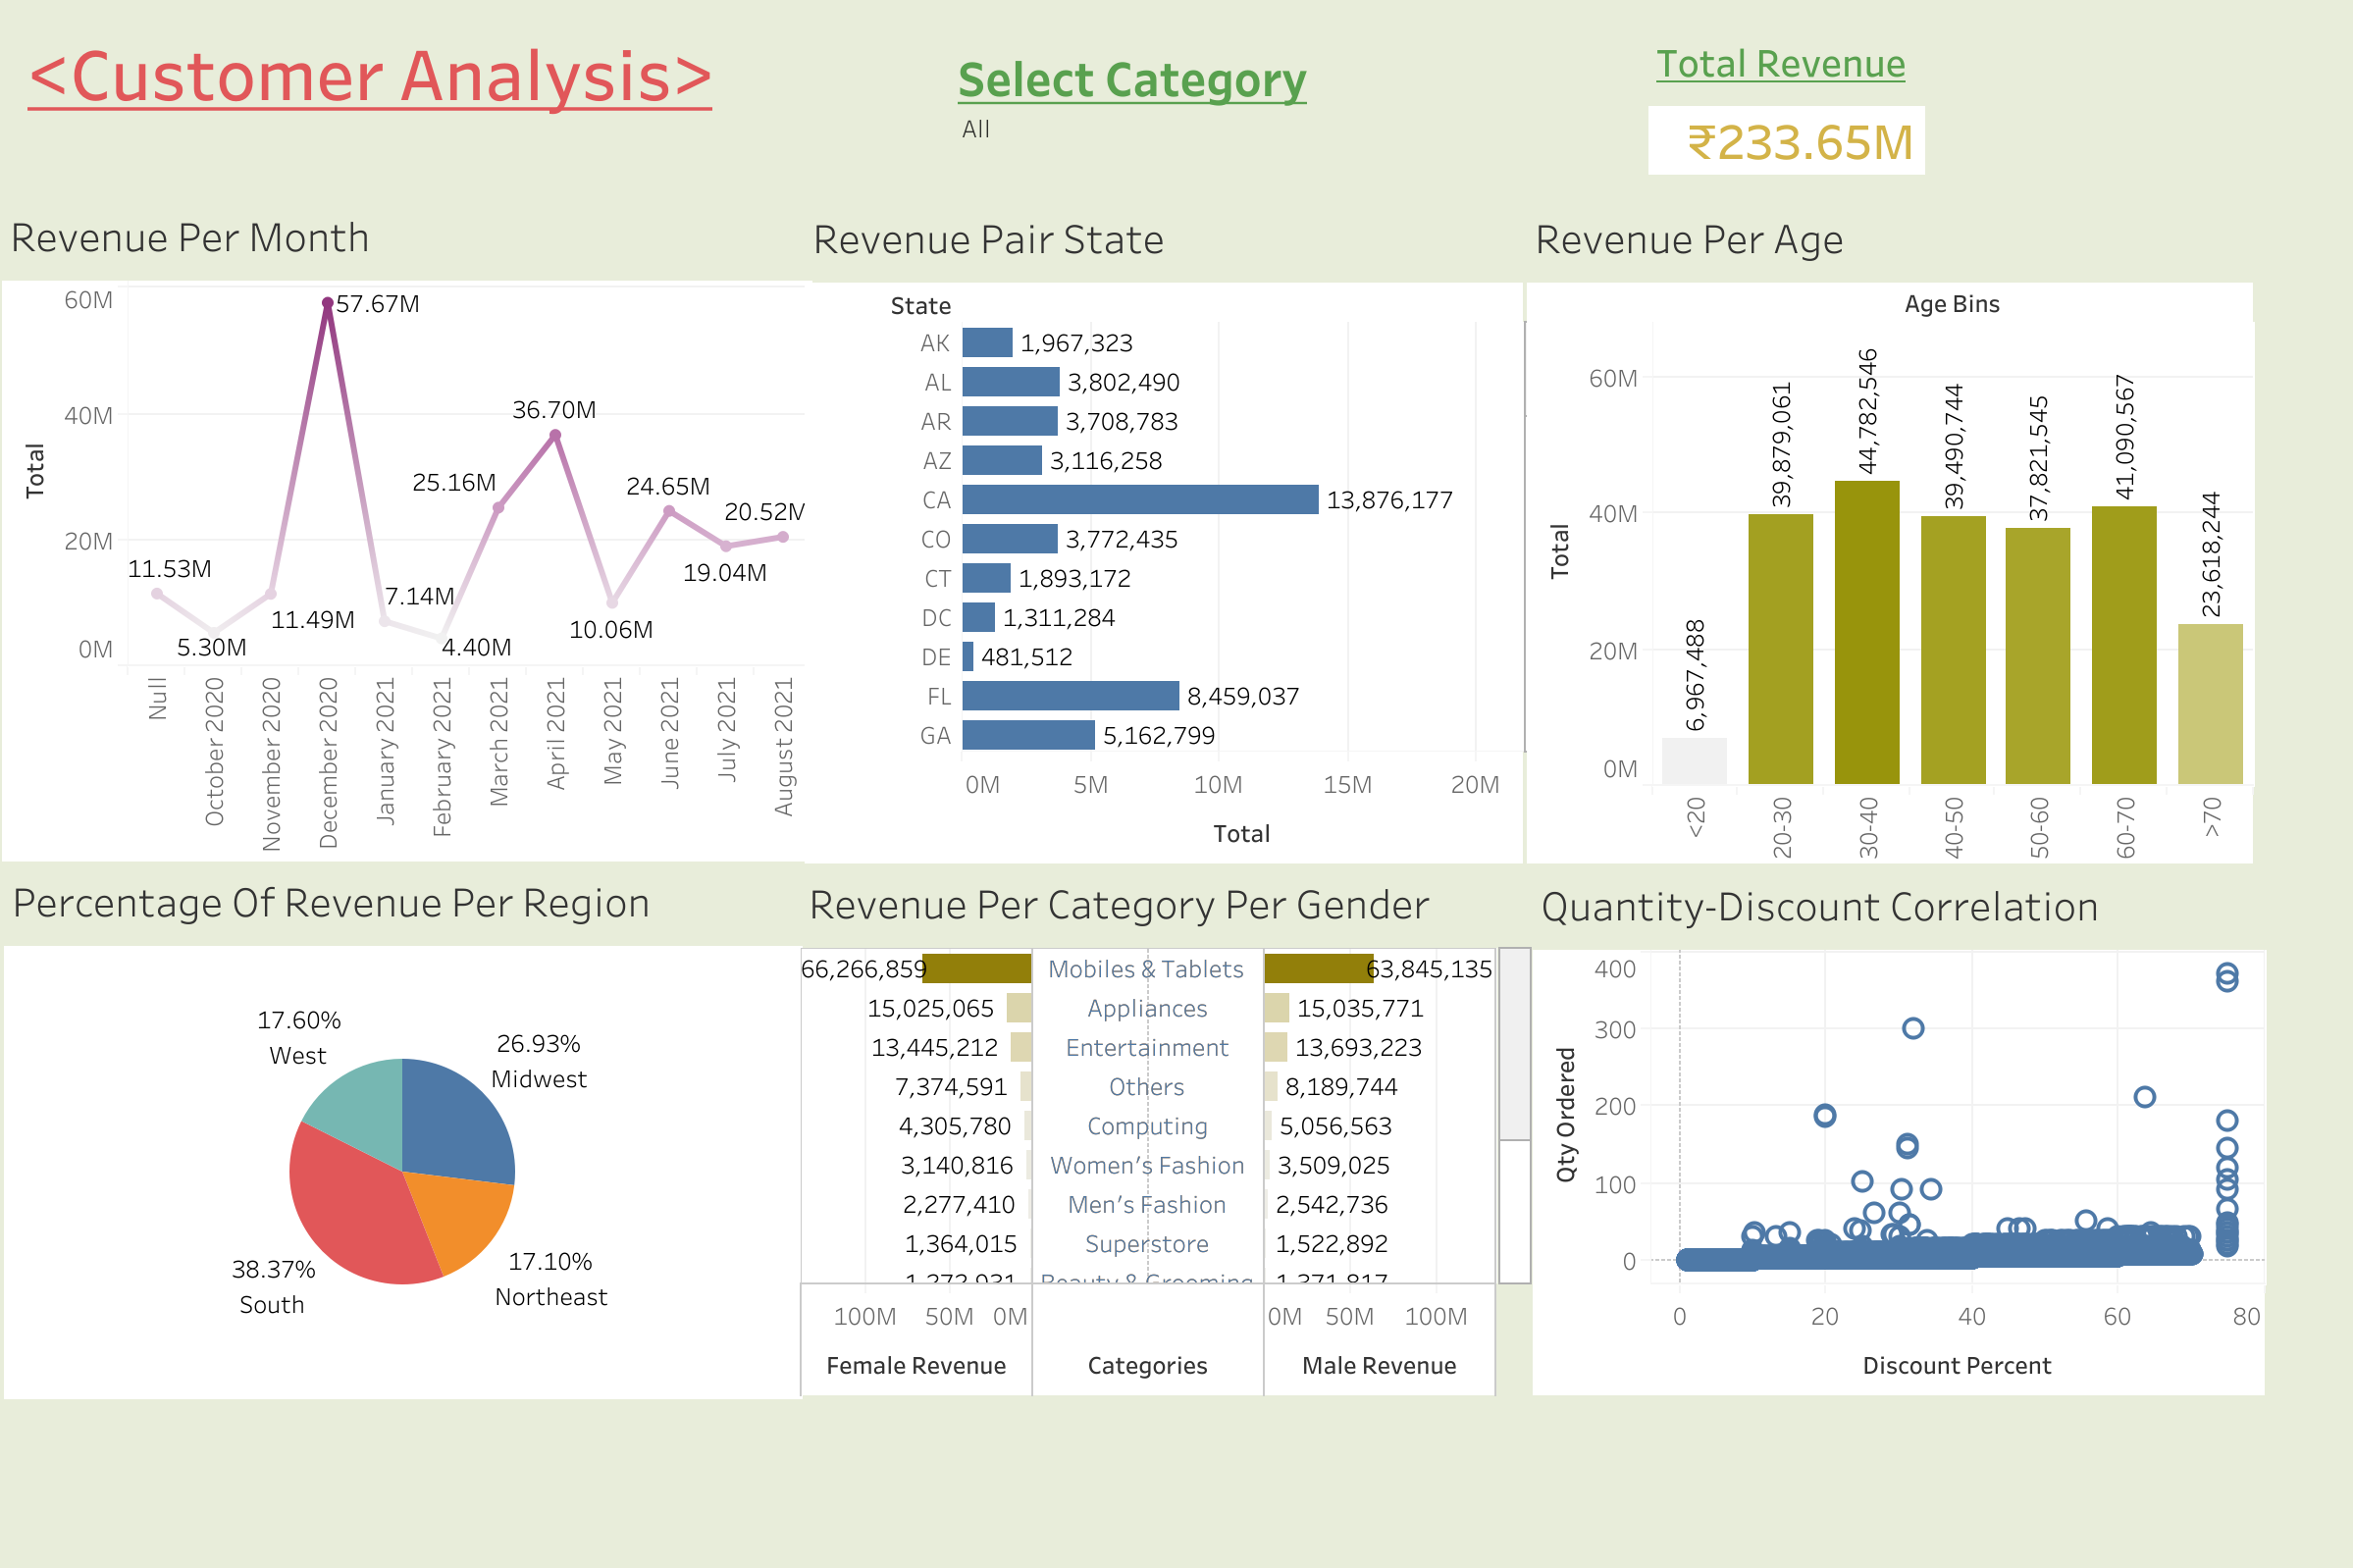 <Customer Analysis>
Select Category
All
Total Revenue
₹233.65M
Revenue Per Month
60M
40M
20M
0M
Total
57.67M
36.70M
25.16M
24.65M
20.52M
11.53M
7.14M
19.04M
11.49M
10.06M
5.30M
4.40M
Null
October 2020
November 2020
December 2020
January 2021
February 2021
March 2021
April 2021
May 2021
June 2021
July 2021
August 2021
Revenue Pair State
State
AK 1,967,323
AL 3,802,490
AR 3,708,783
AZ 3,116,258
CA 13,876,177
CO 3,772,435
CT 1,893,172
DC 1,311,284
DE 481,512
FL 8,459,037
GA 5,162,799
0M 5M 10M 15M 20M
Total
Revenue Per Age
Age Bins
60M
40M
20M
0M
Total
6,967,488
39,879,061
44,782,546
39,490,744
37,821,545
41,090,567
23,618,244
<20
20-30
30-40
40-50
50-60
60-70
>70
Percentage Of Revenue Per Region
17.60%
West
26.93%
Midwest
38.37%
South
17.10%
Northeast
Revenue Per Category Per Gender
66,266,859 Mobiles & Tablets 63,845,135
15,025,065 Appliances 15,035,771
13,445,212 Entertainment 13,693,223
7,374,591 Others 8,189,744
4,305,780 Computing 5,056,563
3,140,816 Women's Fashion 3,509,025
2,277,410 Men's Fashion 2,542,736
1,364,015 Superstore 1,522,892
1,272,931 Beauty & Grooming 1,371,817
100M 50M 0M 0M 50M 100M
Female Revenue Categories Male Revenue
Quantity-Discount Correlation
400
300
200
100
0
Qty Ordered
0 20 40 60 80
Discount Percent